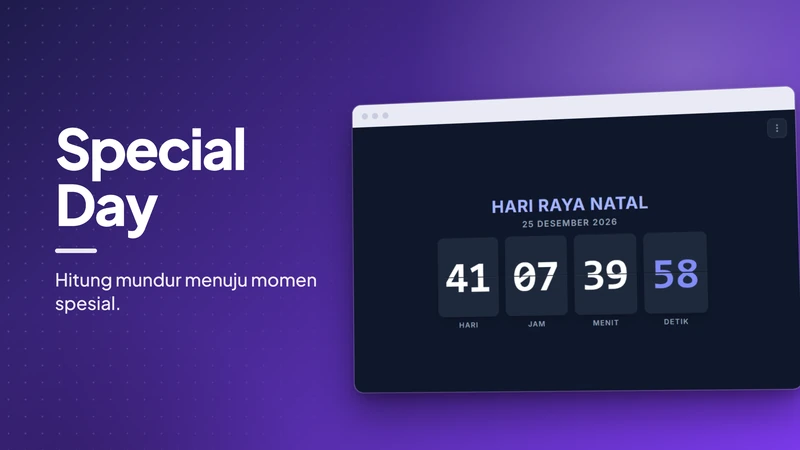 Special
Day
Hitung mundur menuju momen
spesial.
HARI RAYA NATAL
25 DESEMBER 2026
41 07 39 58
HARI JAM MENIT DETIK